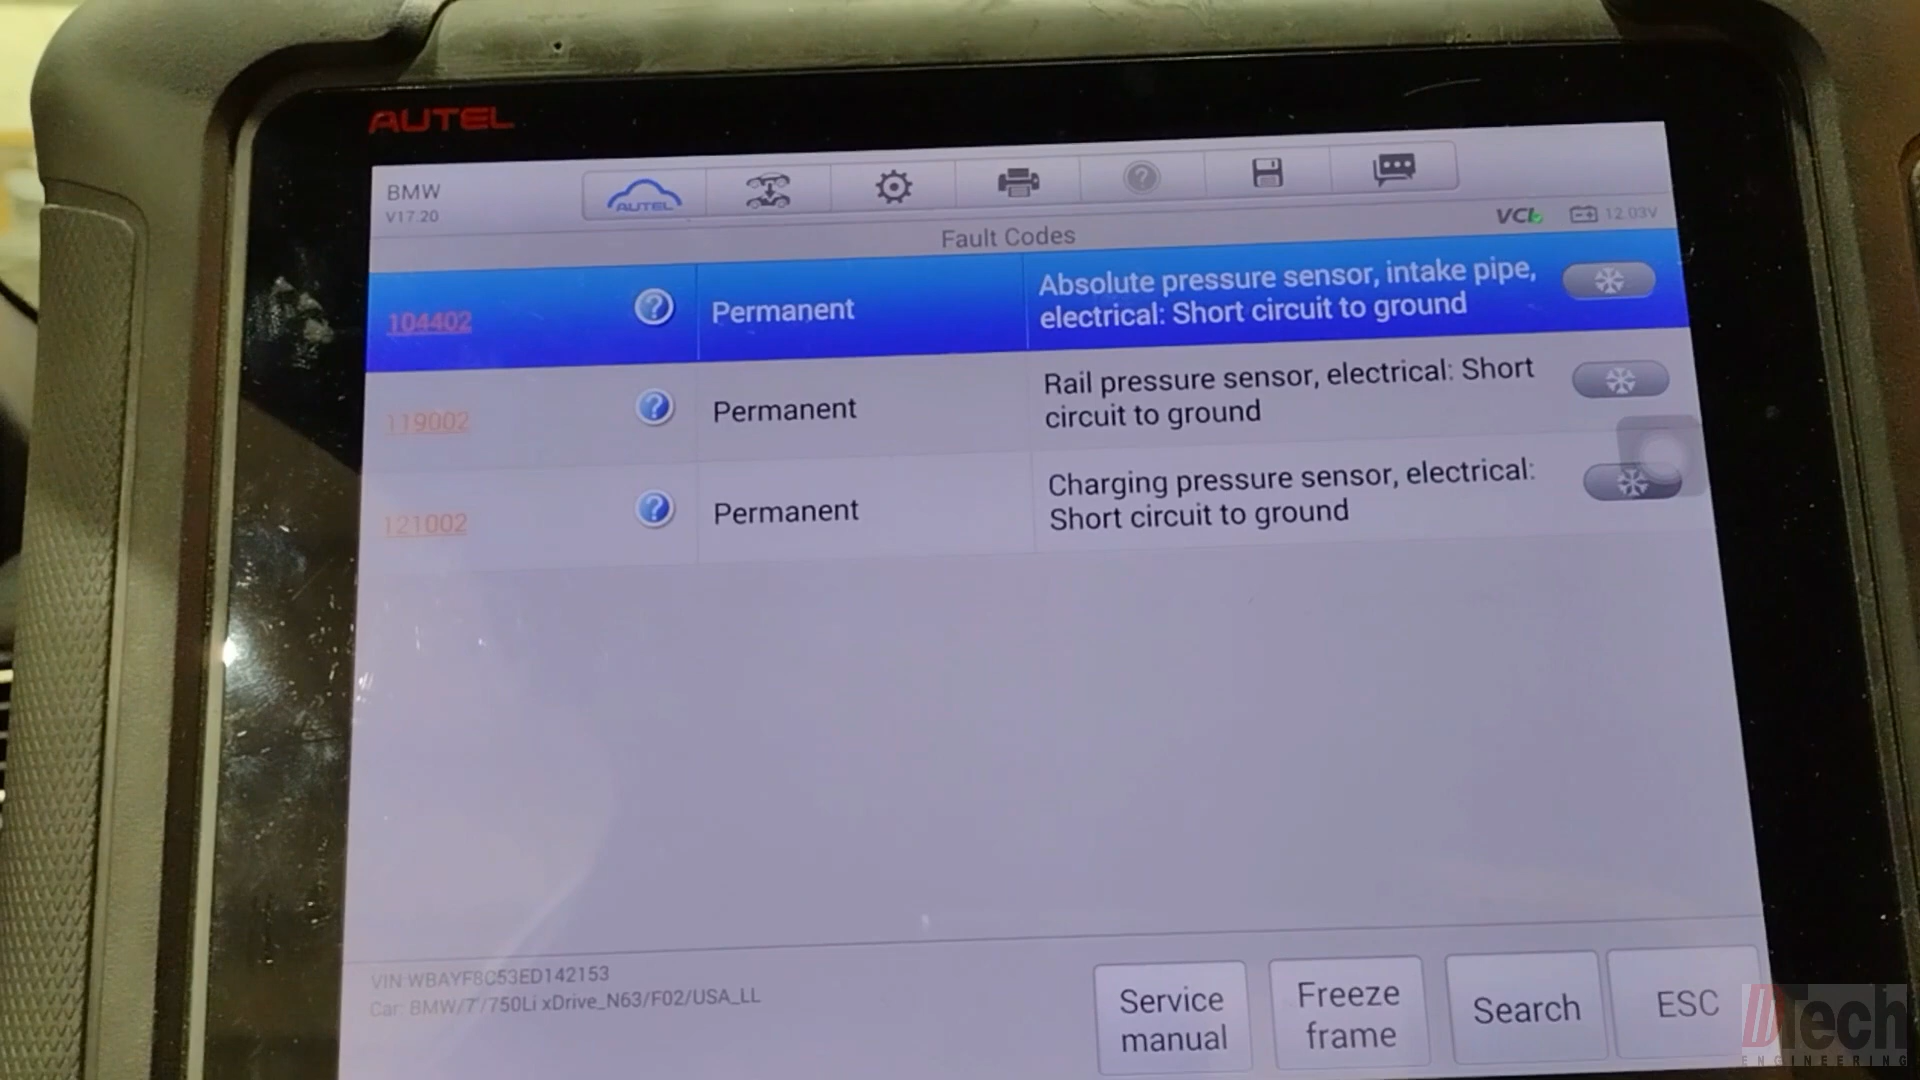 AUTEL
BMW
V17.20
AUTEL
VCI
12.03V
Fault Codes
104402
Permanent
Absolute pressure sensor, intake pipe,
electrical: Short circuit to ground
119002
Permanent
Rail pressure sensor, electrical: Short
circuit to ground
121002
Permanent
Charging pressure sensor, electrical:
Short circuit to ground
VIN:WBAYF8C53ED142153
Car: BMW/7'/750Li xDrive_N63/F02/USA_LL
Service
manual
Freeze
frame
Search
ESC
DTech
ENGINEERING